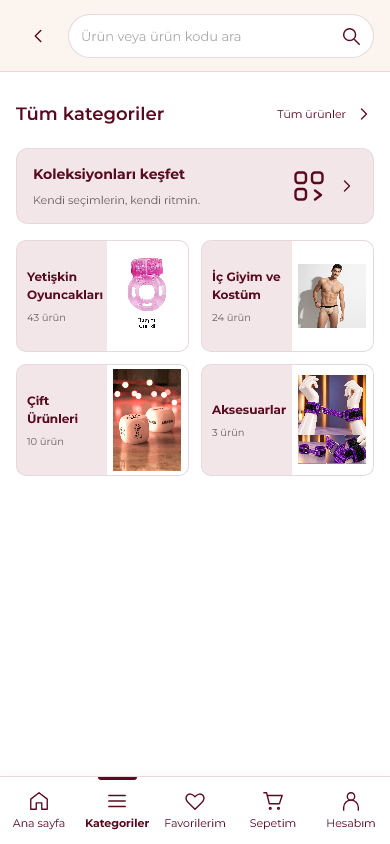 Ürün veya ürün kodu ara
Tüm kategoriler
Tüm ürünler
Koleksiyonları keşfet
Kendi seçimlerin, kendi ritmin.
Yetişkin
Oyuncakları
43 ürün
İç Giyim ve
Kostüm
24 ürün
Çift
Ürünleri
10 ürün
Aksesuarlar
3 ürün
Ana sayfa
Kategoriler
Favorilerim
Sepetim
Hesabım